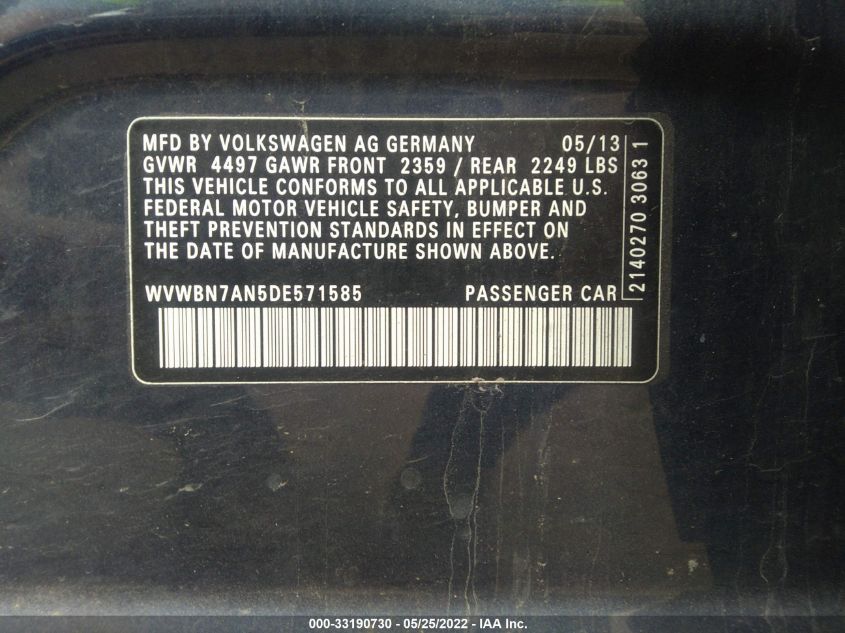 MFD BY VOLKSWAGEN AG GERMANY 05/13
GVWR 4497 GAWR FRONT 2359 / REAR 2249 LBS
THIS VEHICLE CONFORMS TO ALL APPLICABLE U.S.
FEDERAL MOTOR VEHICLE SAFETY, BUMPER AND
THEFT PREVENTION STANDARDS IN EFFECT ON
THE DATE OF MANUFACTURE SHOWN ABOVE.
WVWBN7AN5DE571585 PASSENGER CAR
2140270 3063 1
000-33190730 - 05/25/2022 - IAA Inc.